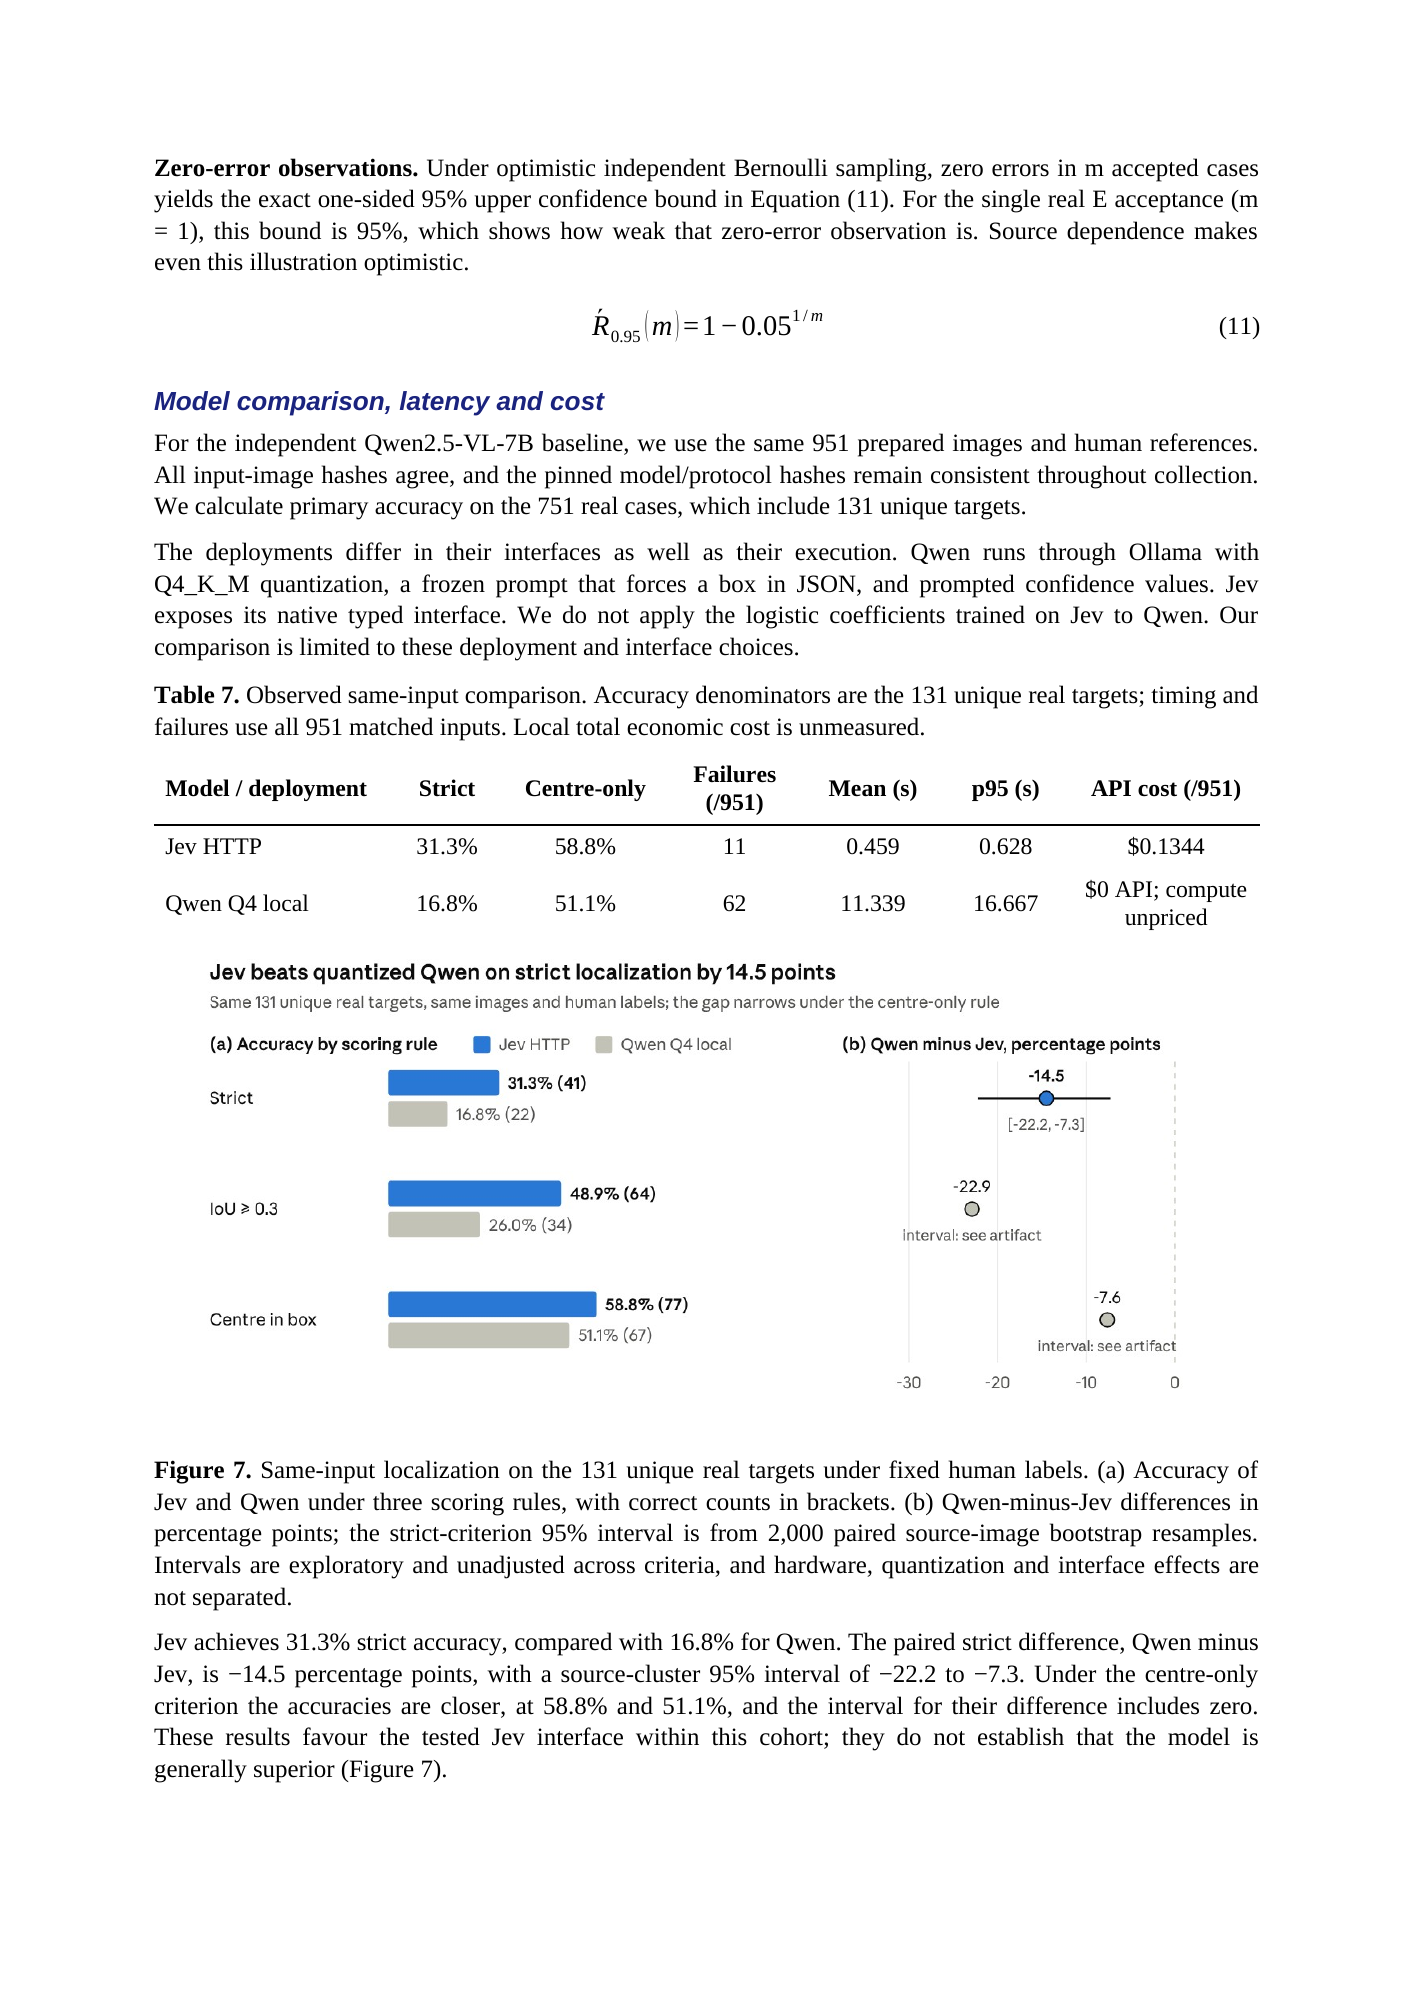 Zero-error observations. Under optimistic independent Bernoulli sampling, zero errors in m accepted cases
yields the exact one-sided 95% upper confidence bound in Equation (11). For the single real E acceptance (m
= 1), this bound is 95%, which shows how weak that zero-error observation is. Source dependence makes
even this illustration optimistic.
Ŕ0.95(m)=1−0.05^1/m (11)
Model comparison, latency and cost
For the independent Qwen2.5-VL-7B baseline, we use the same 951 prepared images and human references.
All input-image hashes agree, and the pinned model/protocol hashes remain consistent throughout collection.
We calculate primary accuracy on the 751 real cases, which include 131 unique targets.
The deployments differ in their interfaces as well as their execution. Qwen runs through Ollama with
Q4_K_M quantization, a frozen prompt that forces a box in JSON, and prompted confidence values. Jev
exposes its native typed interface. We do not apply the logistic coefficients trained on Jev to Qwen. Our
comparison is limited to these deployment and interface choices.
Table 7. Observed same-input comparison. Accuracy denominators are the 131 unique real targets; timing and
failures use all 951 matched inputs. Local total economic cost is unmeasured.
Model / deployment Strict Centre-only Failures (/951) Mean (s) p95 (s) API cost (/951)
Jev HTTP 31.3% 58.8% 11 0.459 0.628 $0.1344
Qwen Q4 local 16.8% 51.1% 62 11.339 16.667 $0 API; compute unpriced
Jev beats quantized Qwen on strict localization by 14.5 points
Same 131 unique real targets, same images and human labels; the gap narrows under the centre-only rule
(a) Accuracy by scoring rule Jev HTTP Qwen Q4 local
Strict
31.3% (41)
16.8% (22)
IoU ≥ 0.3
48.9% (64)
26.0% (34)
Centre in box
58.8% (77)
51.1% (67)
(b) Qwen minus Jev, percentage points
-14.5
[-22.2, -7.3]
-22.9
interval: see artifact
-7.6
interval: see artifact
-30 -20 -10 0
Figure 7. Same-input localization on the 131 unique real targets under fixed human labels. (a) Accuracy of
Jev and Qwen under three scoring rules, with correct counts in brackets. (b) Qwen-minus-Jev differences in
percentage points; the strict-criterion 95% interval is from 2,000 paired source-image bootstrap resamples.
Intervals are exploratory and unadjusted across criteria, and hardware, quantization and interface effects are
not separated.
Jev achieves 31.3% strict accuracy, compared with 16.8% for Qwen. The paired strict difference, Qwen minus
Jev, is −14.5 percentage points, with a source-cluster 95% interval of −22.2 to −7.3. Under the centre-only
criterion the accuracies are closer, at 58.8% and 51.1%, and the interval for their difference includes zero.
These results favour the tested Jev interface within this cohort; they do not establish that the model is
generally superior (Figure 7).